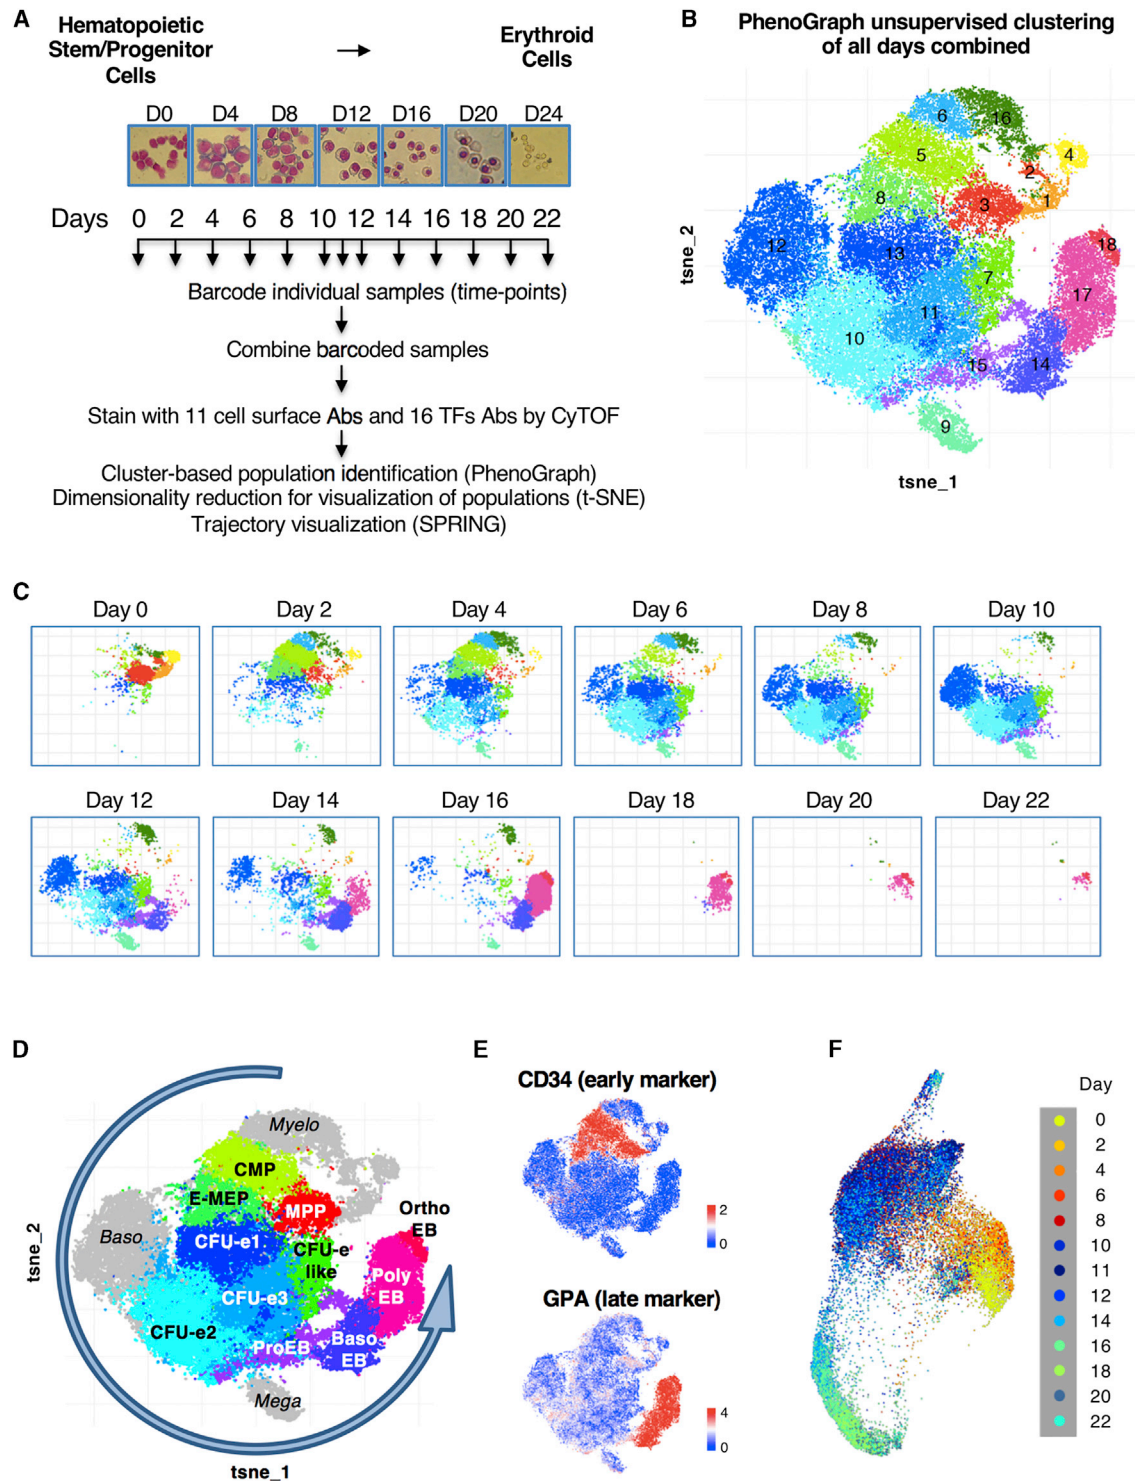 A
Hematopoietic
Stem/Progenitor
Cells
Erythroid
Cells
D0 D4 D8 D12 D16 D20 D24
Days 0 2 4 6 8 10 12 14 16 18 20 22
Barcode individual samples (time-points)
Combine barcoded samples
Stain with 11 cell surface Abs and 16 TFs Abs by CyTOF
Cluster-based population identification (PhenoGraph)
Dimensionality reduction for visualization of populations (t-SNE)
Trajectory visualization (SPRING)
B
PhenoGraph unsupervised clustering
of all days combined
6
16
5
4
2
8
3
1
12
13
18
7
17
11
10
15
14
9
tsne_2
tsne_1
C
Day 0 Day 2 Day 4 Day 6 Day 8 Day 10
Day 12 Day 14 Day 16 Day 18 Day 20 Day 22
D
Myelo
CMP
E-MEP
MPP
Ortho
EB
Baso
CFU-e1
CFU-e
like
Poly
EB
CFU-e3
CFU-e2
ProEB
Baso
EB
Mega
tsne_2
tsne_1
E
CD34 (early marker)
2
0
GPA (late marker)
4
0
F
Day
0
2
4
6
8
10
11
12
14
16
18
20
22